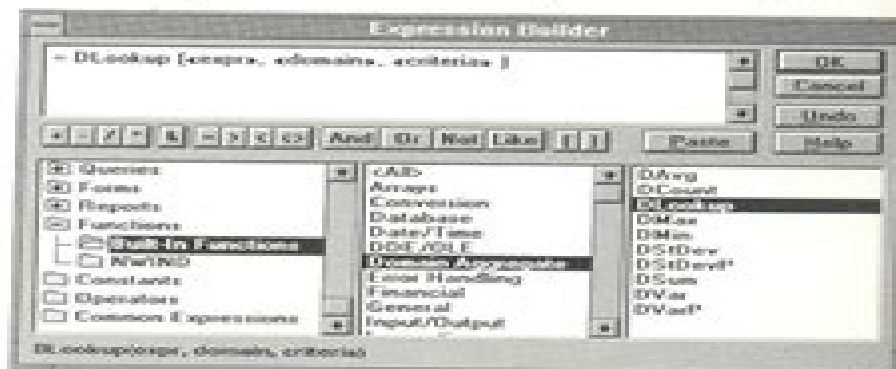 Expression Builder
= DLookup («expr», «domain», «criteria» )
OK
Cancel
Undo
+ - / * & = > < <> And Or Not Like ( ) Paste Help
Queries
Forms
Reports
Functions
Built-In Functions
NWIND
Constants
Operators
Common Expressions
<All>
Arrays
Conversion
Database
Date/Time
DDE/OLE
Domain Aggregate
Error Handling
Financial
General
Input/Output
DAvg
DCount
DLookup
DMax
DMin
DStDev
DStDevP
DSum
DVar
DVarP
DLookup(expr, domain, criteria)